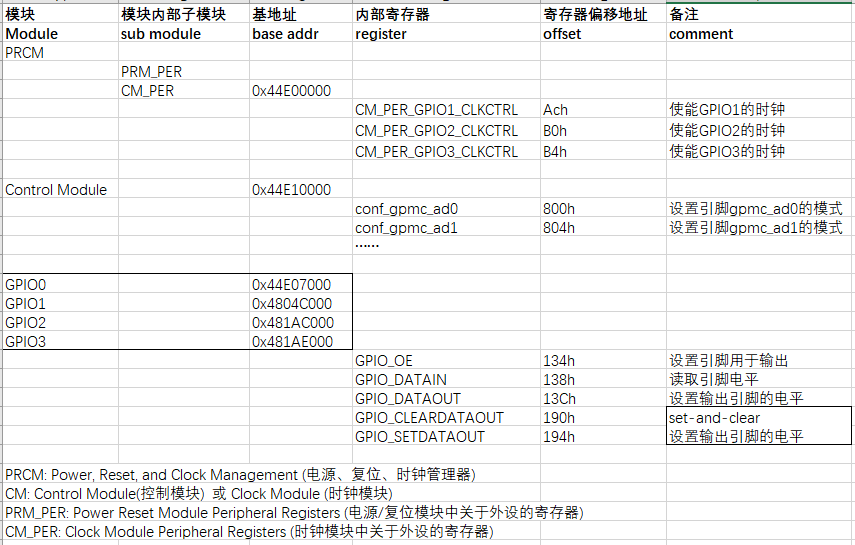 模块 模块内部子模块 基地址 内部寄存器 寄存器偏移地址 备注
Module sub module base addr register offset comment
PRCM
PRM_PER
CM_PER 0x44E00000
CM_PER_GPIO1_CLKCTRL Ach 使能GPIO1的时钟
CM_PER_GPIO2_CLKCTRL B0h 使能GPIO2的时钟
CM_PER_GPIO3_CLKCTRL B4h 使能GPIO3的时钟
Control Module 0x44E10000
conf_gpmc_ad0 800h 设置引脚gpmc_ad0的模式
conf_gpmc_ad1 804h 设置引脚gpmc_ad1的模式
......
GPIO0 0x44E07000
GPIO1 0x4804C000
GPIO2 0x481AC000
GPIO3 0x481AE000
GPIO_OE 134h 设置引脚用于输出
GPIO_DATAIN 138h 读取引脚电平
GPIO_DATAOUT 13Ch 设置输出引脚的电平
GPIO_CLEARDATAOUT 190h set-and-clear
GPIO_SETDATAOUT 194h 设置输出引脚的电平
PRCM: Power, Reset, and Clock Management (电源、复位、时钟管理器)
CM: Control Module(控制模块) 或 Clock Module (时钟模块)
PRM_PER: Power Reset Module Peripheral Registers (电源/复位模块中关于外设的寄存器)
CM_PER: Clock Module Peripheral Registers (时钟模块中关于外设的寄存器)